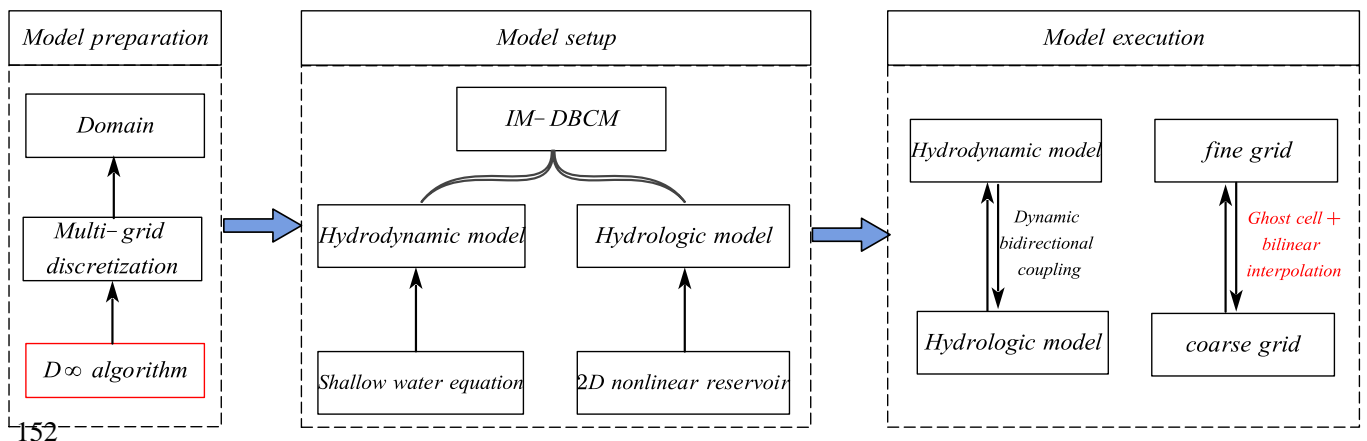 Model preparation
Domain
Multi-grid
discretization
D∞ algorithm
Model setup
IM-DBCM
Hydrodynamic model
Hydrologic model
Shallow water equation
2D nonlinear reservoir
Model execution
Hydrodynamic model
Dynamic
bidirectional
coupling
Hydrologic model
fine grid
Ghost cell +
bilinear
interpolation
coarse grid
152